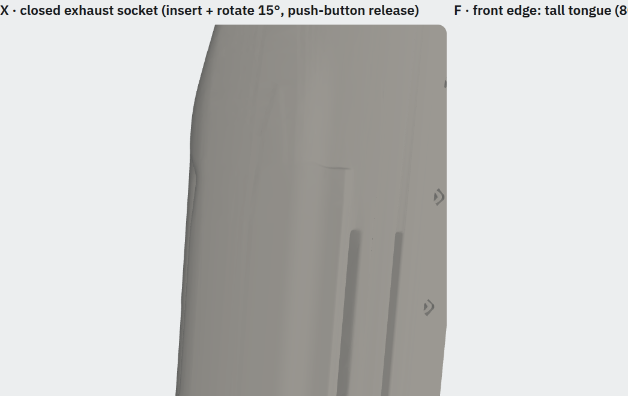 X · closed exhaust socket (insert + rotate 15°, push-button release)
F · front edge: tall tongue (8